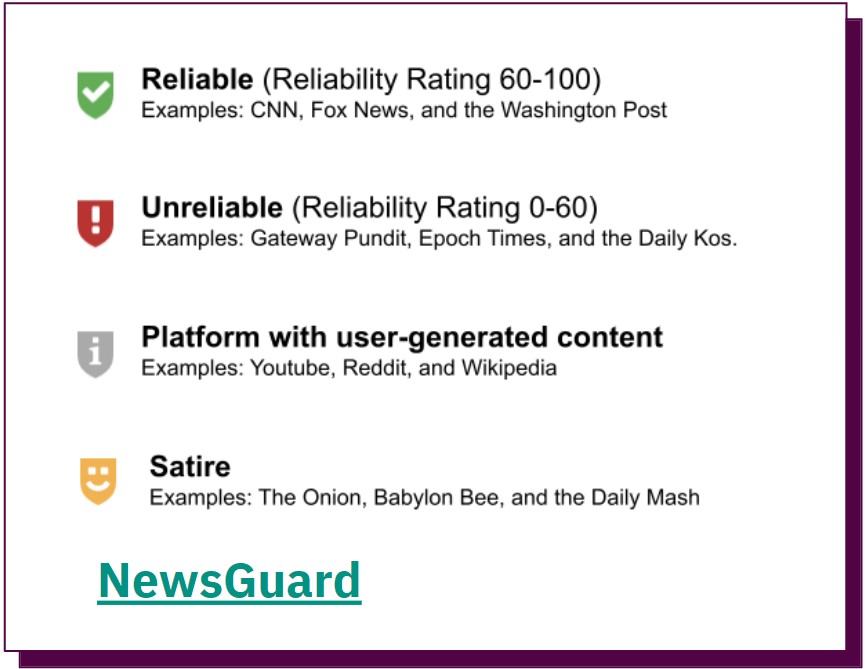 Reliable (Reliability Rating 60-100)
Examples: CNN, Fox News, and the Washington Post
Unreliable (Reliability Rating 0-60)
Examples: Gateway Pundit, Epoch Times, and the Daily Kos.
Platform with user-generated content
Examples: Youtube, Reddit, and Wikipedia
Satire
Examples: The Onion, Babylon Bee, and the Daily Mash
NewsGuard